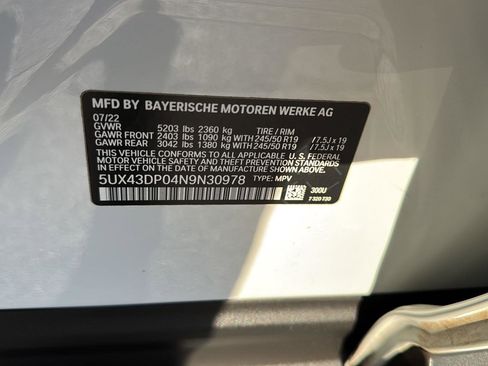 MFD BY BAYERISCHE MOTOREN WERKE AG
07/22
GVWR 5203 lbs 2360 kg TIRE / RIM
GAWR FRONT 2403 lbs 1090 kg WITH 245/50 R19 /7.5J x 19
GAWR REAR 3042 lbs 1380 kg WITH 245/50 R19 /7.5J x 19
THIS VEHICLE CONFORMS TO ALL APPLICABLE U. S. FEDERAL
MOTOR VEHICLE SAFETY AND THEFT PREVENTION STANDARDS
IN EFFECT ON THE DATE OF MANUFACTURE SHOWN ABOVE
5UX43DP04N9N30978 TYPE: MPV 300U
7 320 730